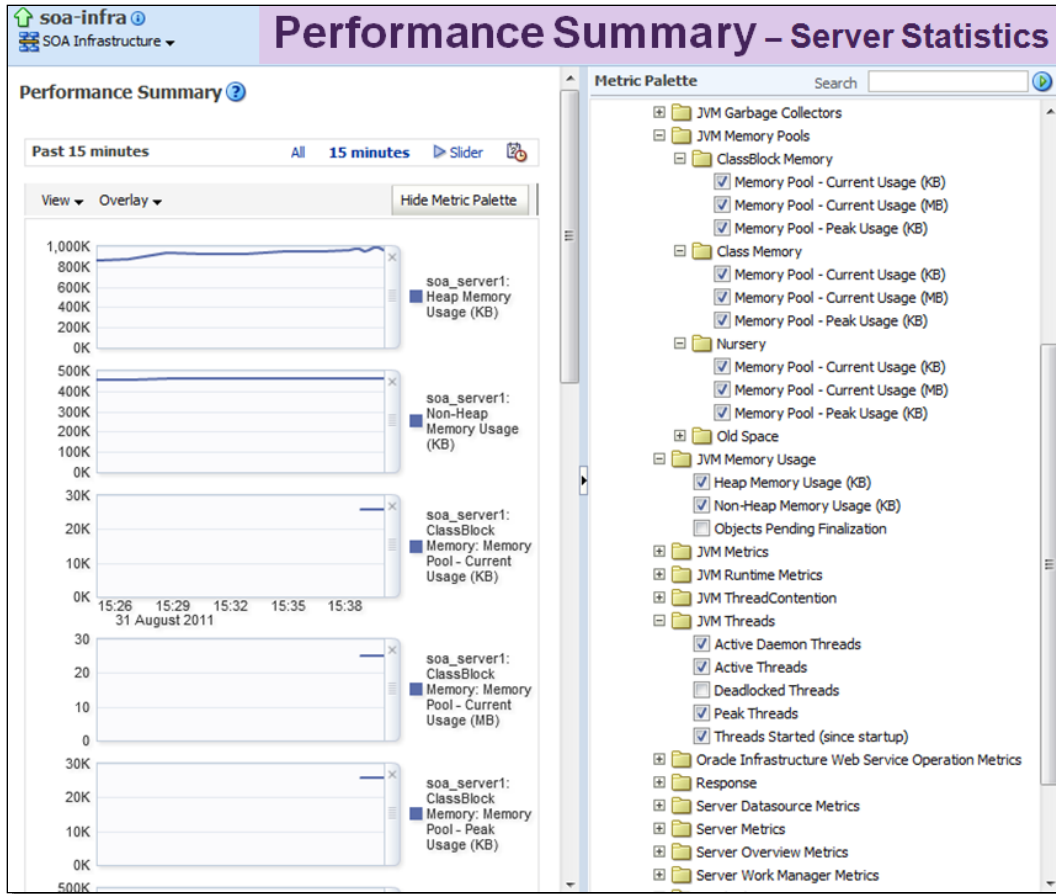 soa-infra
SOA Infrastructure
Performance Summary – Server Statistics
Performance Summary
Past 15 minutes All 15 minutes Slider
View Overlay Hide Metric Palette
1,000K
800K
600K
400K
200K
0K
soa_server1:
Heap Memory
Usage (KB)
500K
400K
300K
200K
100K
0K
soa_server1:
Non-Heap
Memory Usage
(KB)
30K
20K
10K
0K
15:26 15:29 15:32 15:35 15:38
31 August 2011
soa_server1:
ClassBlock
Memory: Memory
Pool - Current
Usage (KB)
30
20
10
0
soa_server1:
ClassBlock
Memory: Memory
Pool - Current
Usage (MB)
30K
20K
10K
0K
soa_server1:
ClassBlock
Memory: Memory
Pool - Peak
Usage (KB)
500K
Metric Palette Search
JVM Garbage Collectors
JVM Memory Pools
ClassBlock Memory
Memory Pool - Current Usage (KB)
Memory Pool - Current Usage (MB)
Memory Pool - Peak Usage (KB)
Class Memory
Memory Pool - Current Usage (KB)
Memory Pool - Current Usage (MB)
Memory Pool - Peak Usage (KB)
Nursery
Memory Pool - Current Usage (KB)
Memory Pool - Current Usage (MB)
Memory Pool - Peak Usage (KB)
Old Space
JVM Memory Usage
Heap Memory Usage (KB)
Non-Heap Memory Usage (KB)
Objects Pending Finalization
JVM Metrics
JVM Runtime Metrics
JVM ThreadContention
JVM Threads
Active Daemon Threads
Active Threads
Deadlocked Threads
Peak Threads
Threads Started (since startup)
Oracle Infrastructure Web Service Operation Metrics
Response
Server Datasource Metrics
Server Metrics
Server Overview Metrics
Server Work Manager Metrics